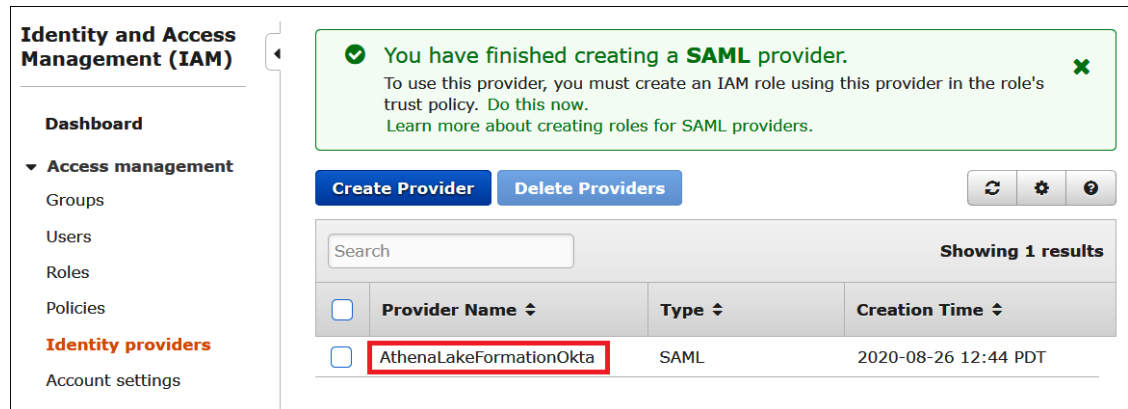 Identity and Access
Management (IAM)
Dashboard
Access management
Groups
Users
Roles
Policies
Identity providers
Account settings
You have finished creating a SAML provider.
To use this provider, you must create an IAM role using this provider in the role's
trust policy. Do this now.
Learn more about creating roles for SAML providers.
Create Provider Delete Providers
Search Showing 1 results
Provider Name Type Creation Time
AthenaLakeFormationOkta SAML 2020-08-26 12:44 PDT